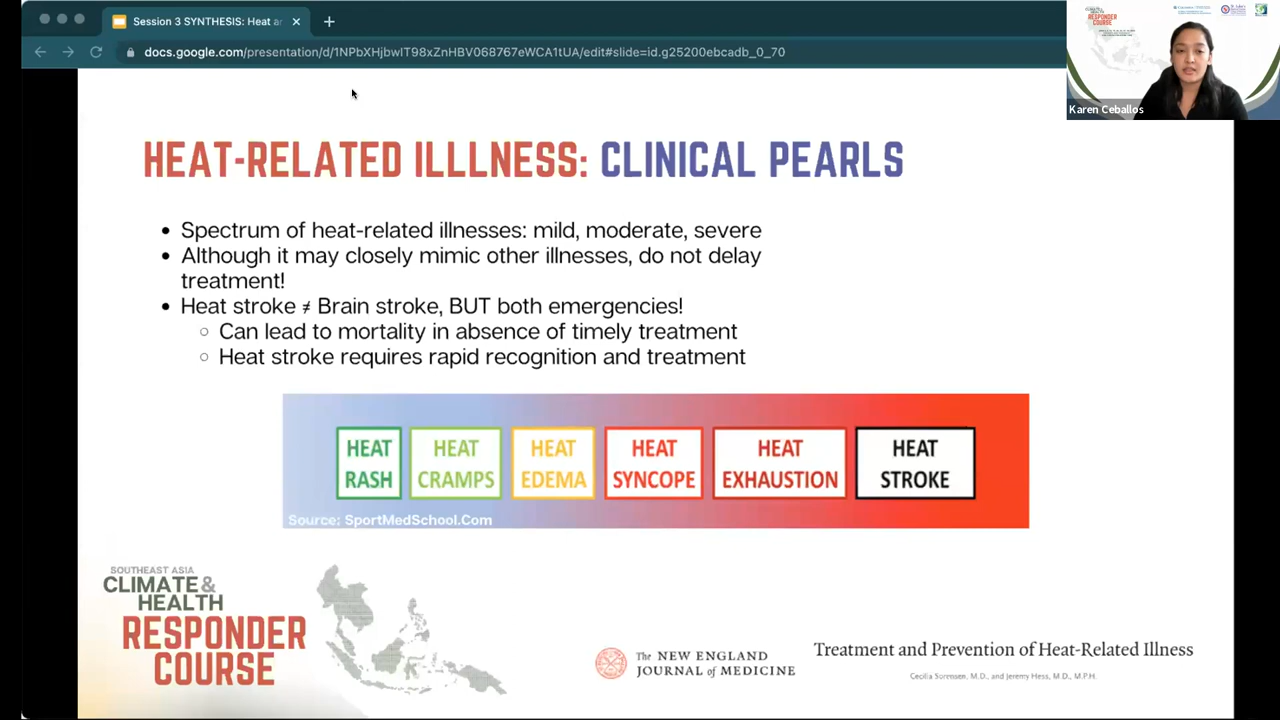 Session 3 SYNTHESIS: Heat ar
docs.google.com/presentation/d/1NPbXHjbwIT9SsZnHBV068767eWCA1tUA/edit#slide=id.g25200ebcadb_0_70
RESPONDER
COURSE
Karen Ceballos
HEAT-RELATED ILLLNESS: CLINICAL PEARLS
• Spectrum of heat-related illnesses: mild, moderate, severe
• Although it may closely mimic other illnesses, do not delay
treatment!
• Heat stroke ≠ Brain stroke, BUT both emergencies!
○ Can lead to mortality in absence of timely treatment
○ Heat stroke requires rapid recognition and treatment
HEAT RASH
HEAT CRAMPS
HEAT EDEMA
HEAT SYNCOPE
HEAT EXHAUSTION
HEAT STROKE
Source: SportMedSchool.Com
SOUTHEAST ASIA
CLIMATE &
HEALTH
RESPONDER
COURSE
The NEW ENGLAND
JOURNAL of MEDICINE
Treatment and Prevention of Heat-Related Illness
Cecilia Sorensen, M.D., and Jeremy Hess, M.D., M.P.H.